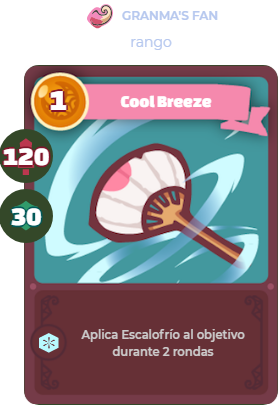 GRANMA'S FAN
rango
1
Cool Breeze
120
30
Aplica Escalofrío al objetivo
durante 2 rondas